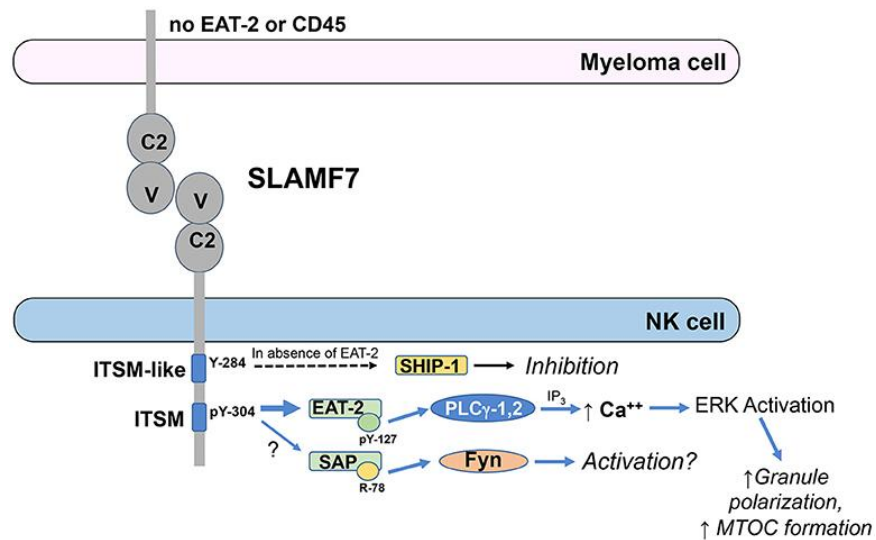 no EAT-2 or CD45
Myeloma cell
C2
V
V
C2
SLAMF7
NK cell
ITSM-like
Y-284
In absence of EAT-2
SHIP-1
Inhibition
ITSM
pY-304
EAT-2
pY-127
PLCγ-1,2
IP₃
↑ Ca⁺⁺
ERK Activation
?
SAP
R-78
Fyn
Activation?
↑Granule
polarization,
↑ MTOC formation